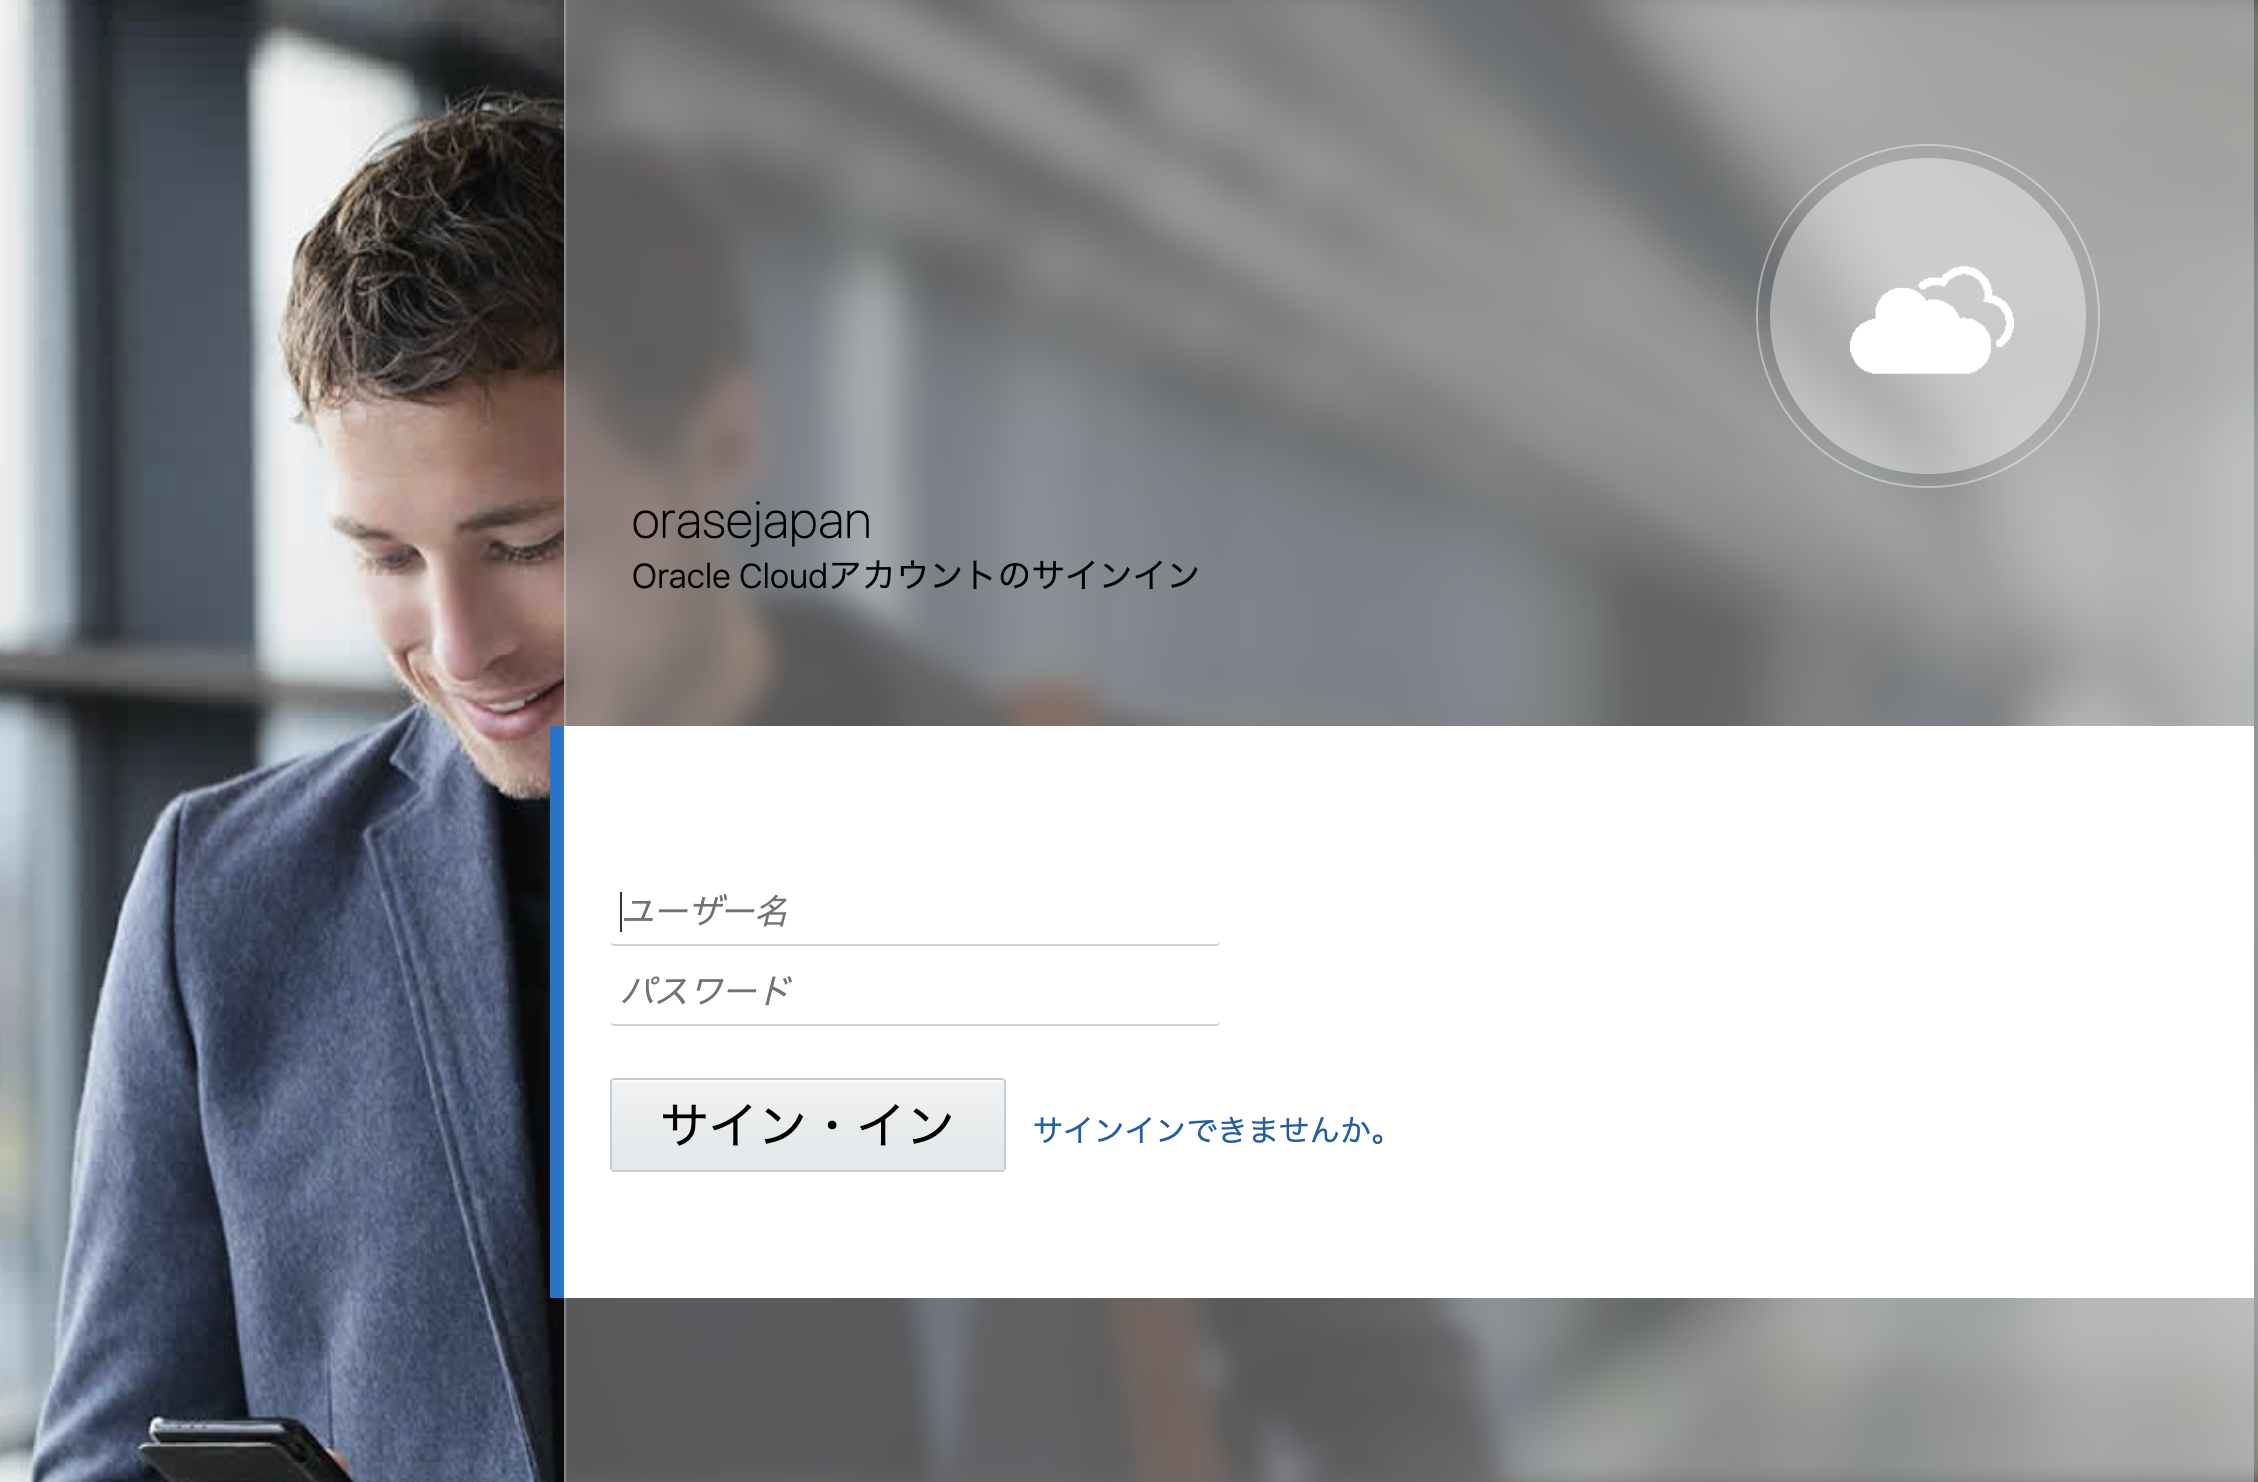 orasejapan
Oracle Cloudアカウントのサインイン
ユーザー名
パスワード
サイン・イン
サインインできませんか。